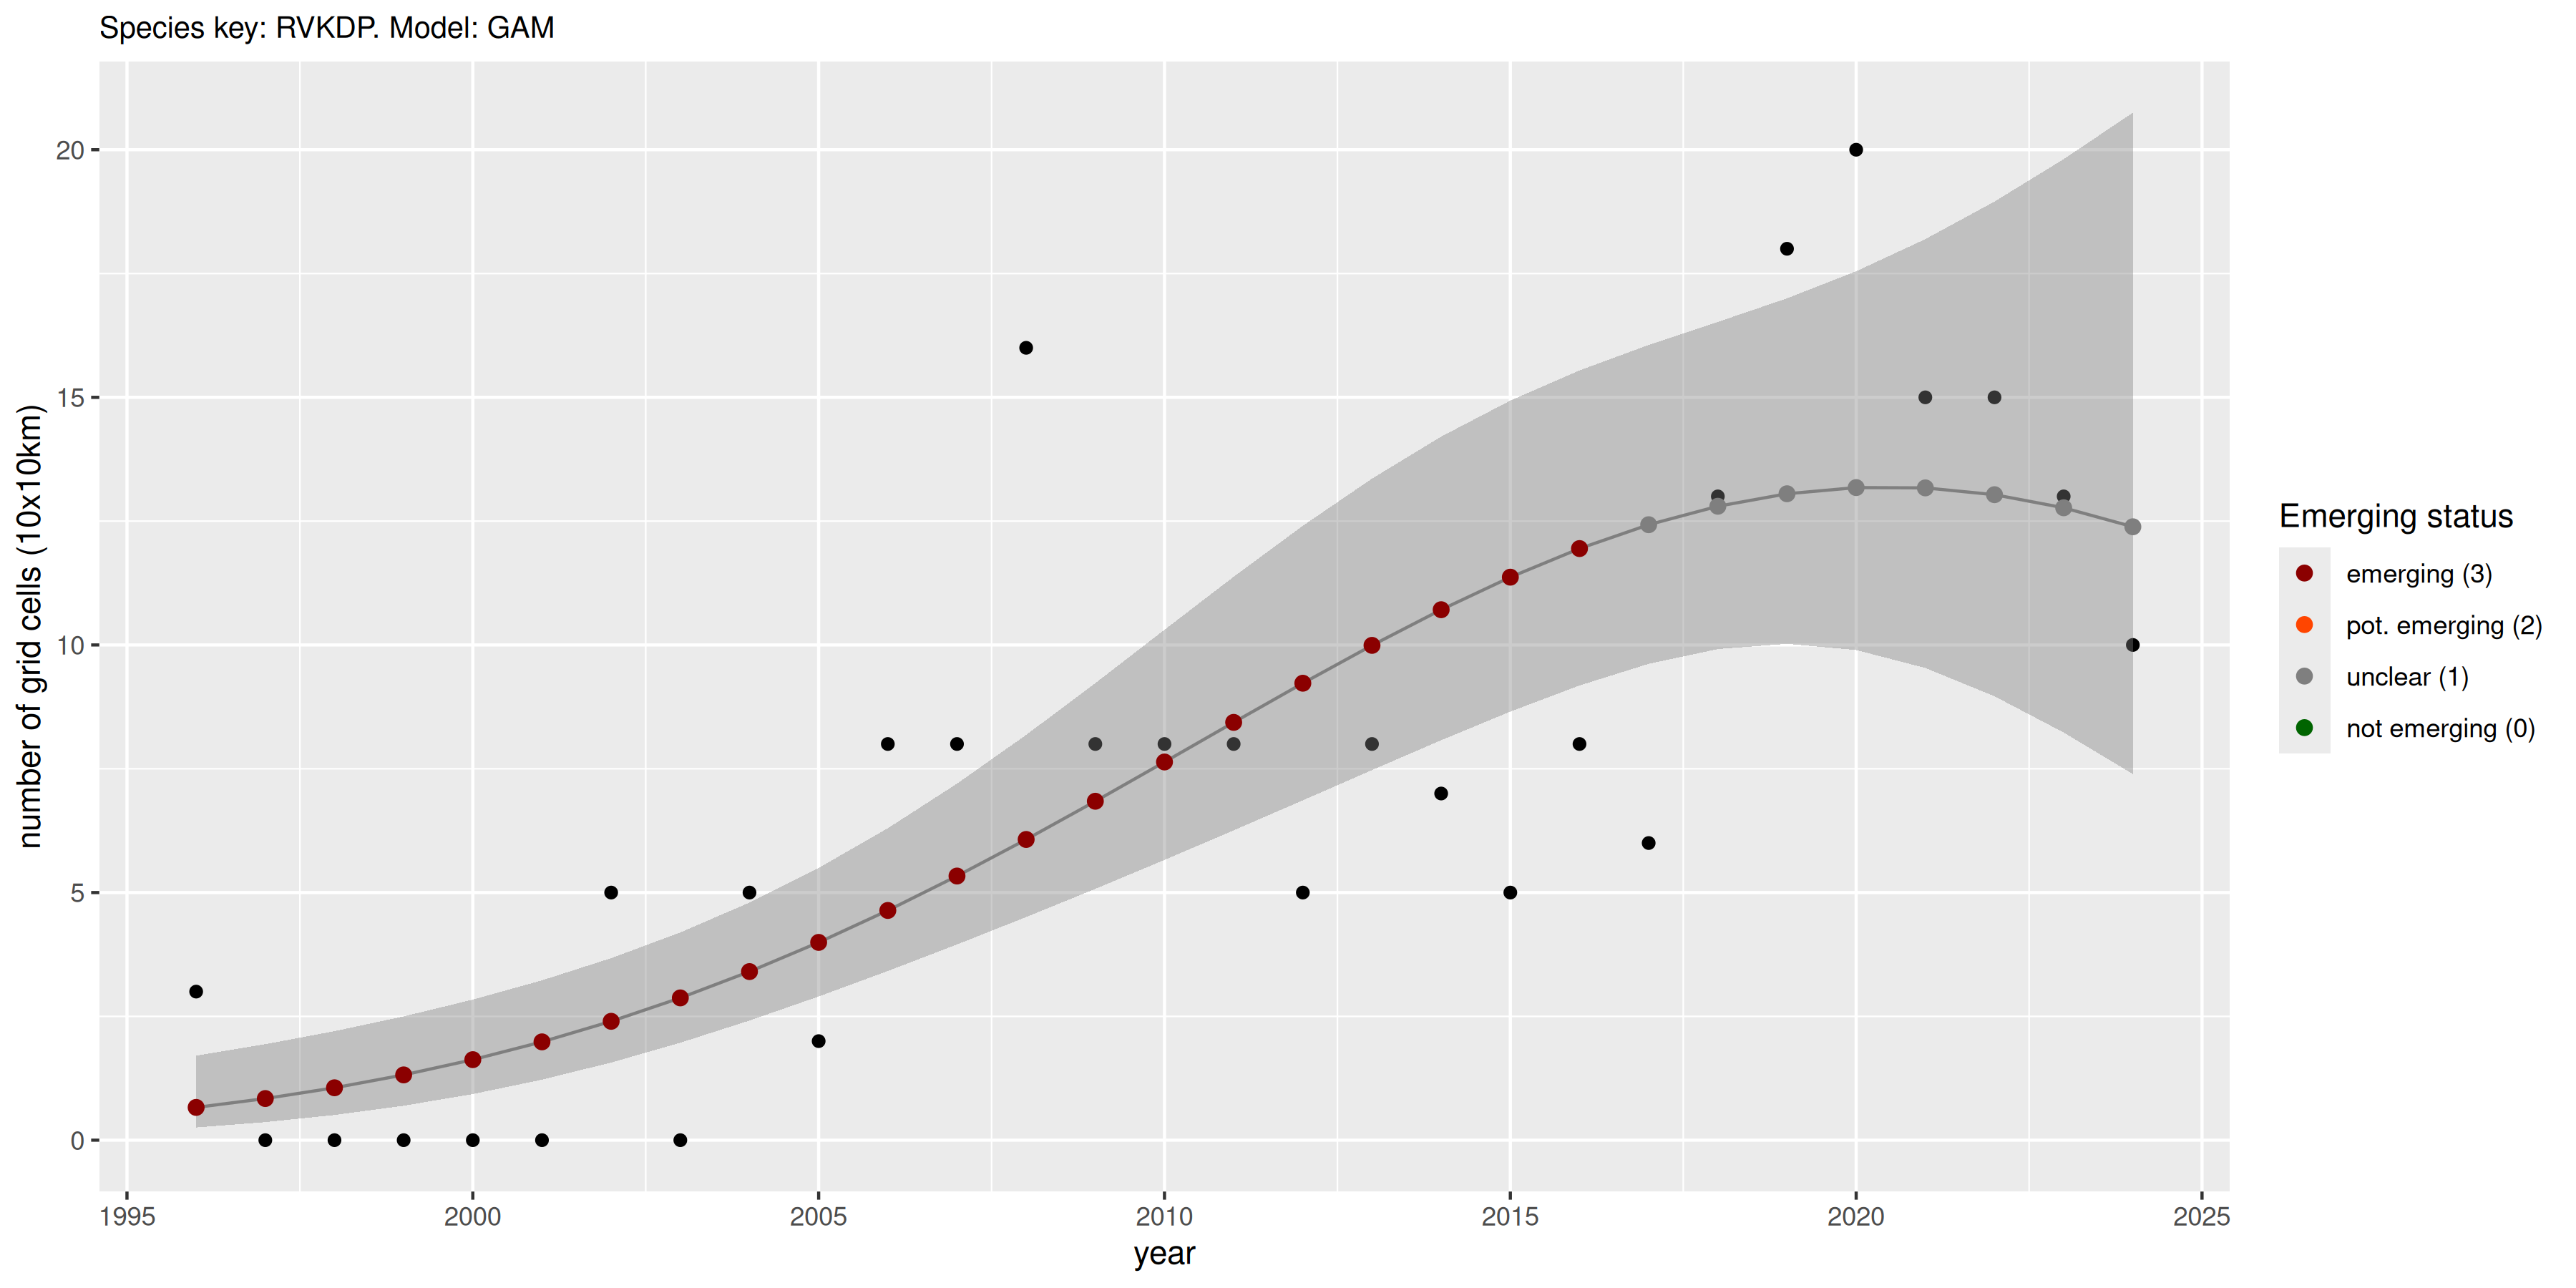 Species key: RVKDP. Model: GAM
number of grid cells (10x10km)
20
15
10
5
0
1995
2000
2005
2010
2015
2020
2025
year
Emerging status
emerging (3)
pot. emerging (2)
unclear (1)
not emerging (0)